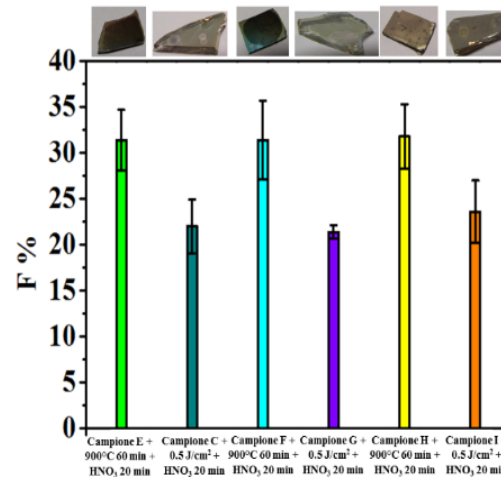 40
35
30
25
20
15
10
5
0
F %
Campione E + Campione C + Campione F + Campione G + Campione H + Campione I
900°C 60 min + 0.5 J/cm² + 900°C 60 min + 0.5 J/cm² + 900°C 60 min + 0.5 J/cm² +
HNO₃ 20 min HNO₃ 20 min HNO₃ 20 min HNO₃ 20 min HNO₃ 20 min HNO₃ 20 min